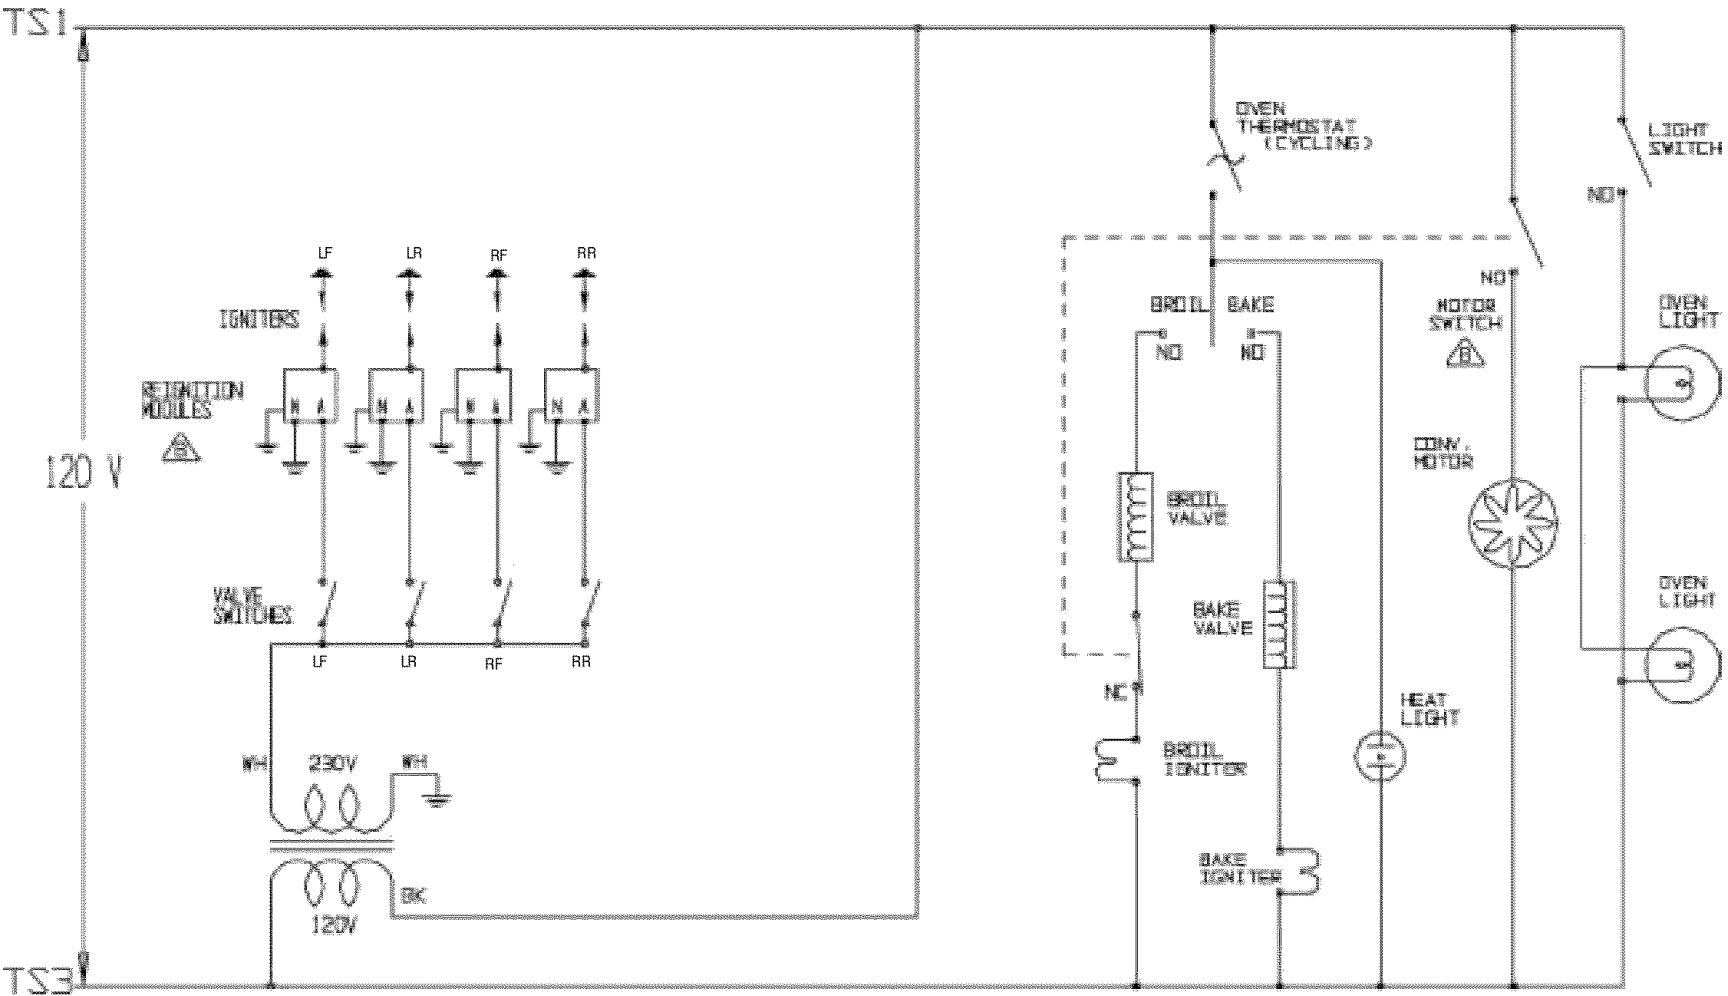 TS1
OVEN
THERMOSTAT
(CYCLING)
LIGHT
SWITCH
NO
LF
LR
RF
RR
IGNITERS
NO
MOTOR
SWITCH
BROIL
BAKE
NO
NO
OVEN
LIGHT
REIGNITION
MODULES
N A
N A
N A
N A
120 V
CONV.
MOTOR
BROIL
VALVE
VALVE
SWITCHES
BAKE
VALVE
OVEN
LIGHT
LF
LR
RF
RR
NC
HEAT
LIGHT
WH
230V
WH
BROIL
IGNITER
BAKE
IGNITER
BK
120V
TS3